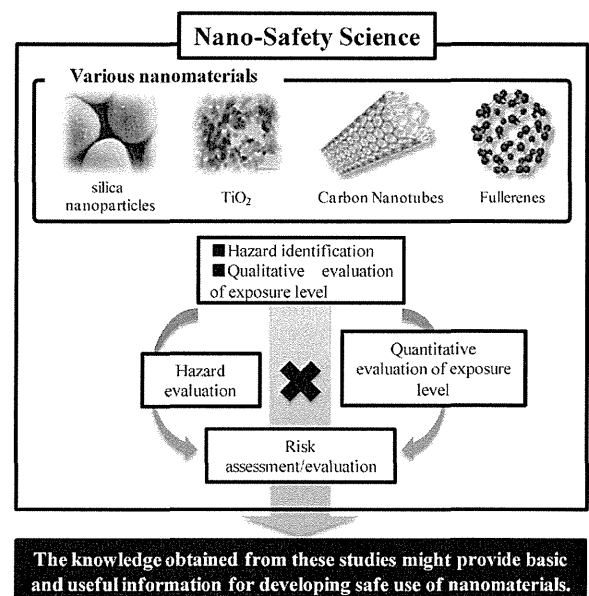 Nano-Safety Science
Various nanomaterials
silica
nanoparticles
TiO₂
Carbon Nanotubes
Fullerenes
■Hazard identification
■Qualitative evaluation
of exposure level
Hazard
evaluation
Quantitative
evaluation of exposure
level
Risk
assessment/evaluation
The knowledge obtained from these studies might provide basic
and useful information for developing safe use of nanomaterials.